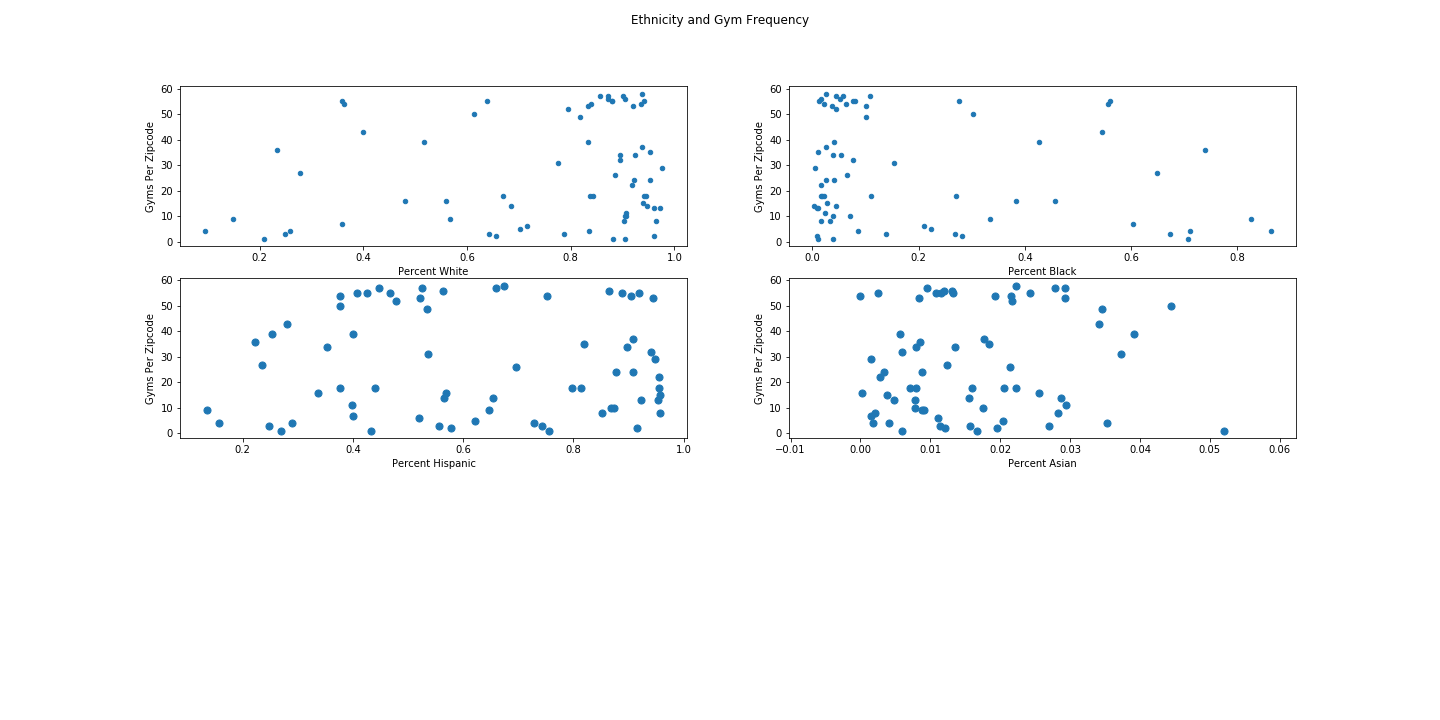 Ethnicity and Gym Frequency
60
50
40
30
20
10
0
Gyms Per Zipcode
0.2 0.4 0.6 0.8 1.0
Percent White
60
50
40
30
20
10
0
Gyms Per Zipcode
0.0 0.2 0.4 0.6 0.8
Percent Black
60
50
40
30
20
10
0
Gyms Per Zipcode
0.2 0.4 0.6 0.8 1.0
Percent Hispanic
60
50
40
30
20
10
0
Gyms Per Zipcode
−0.01 0.00 0.01 0.02 0.03 0.04 0.05 0.06
Percent Asian